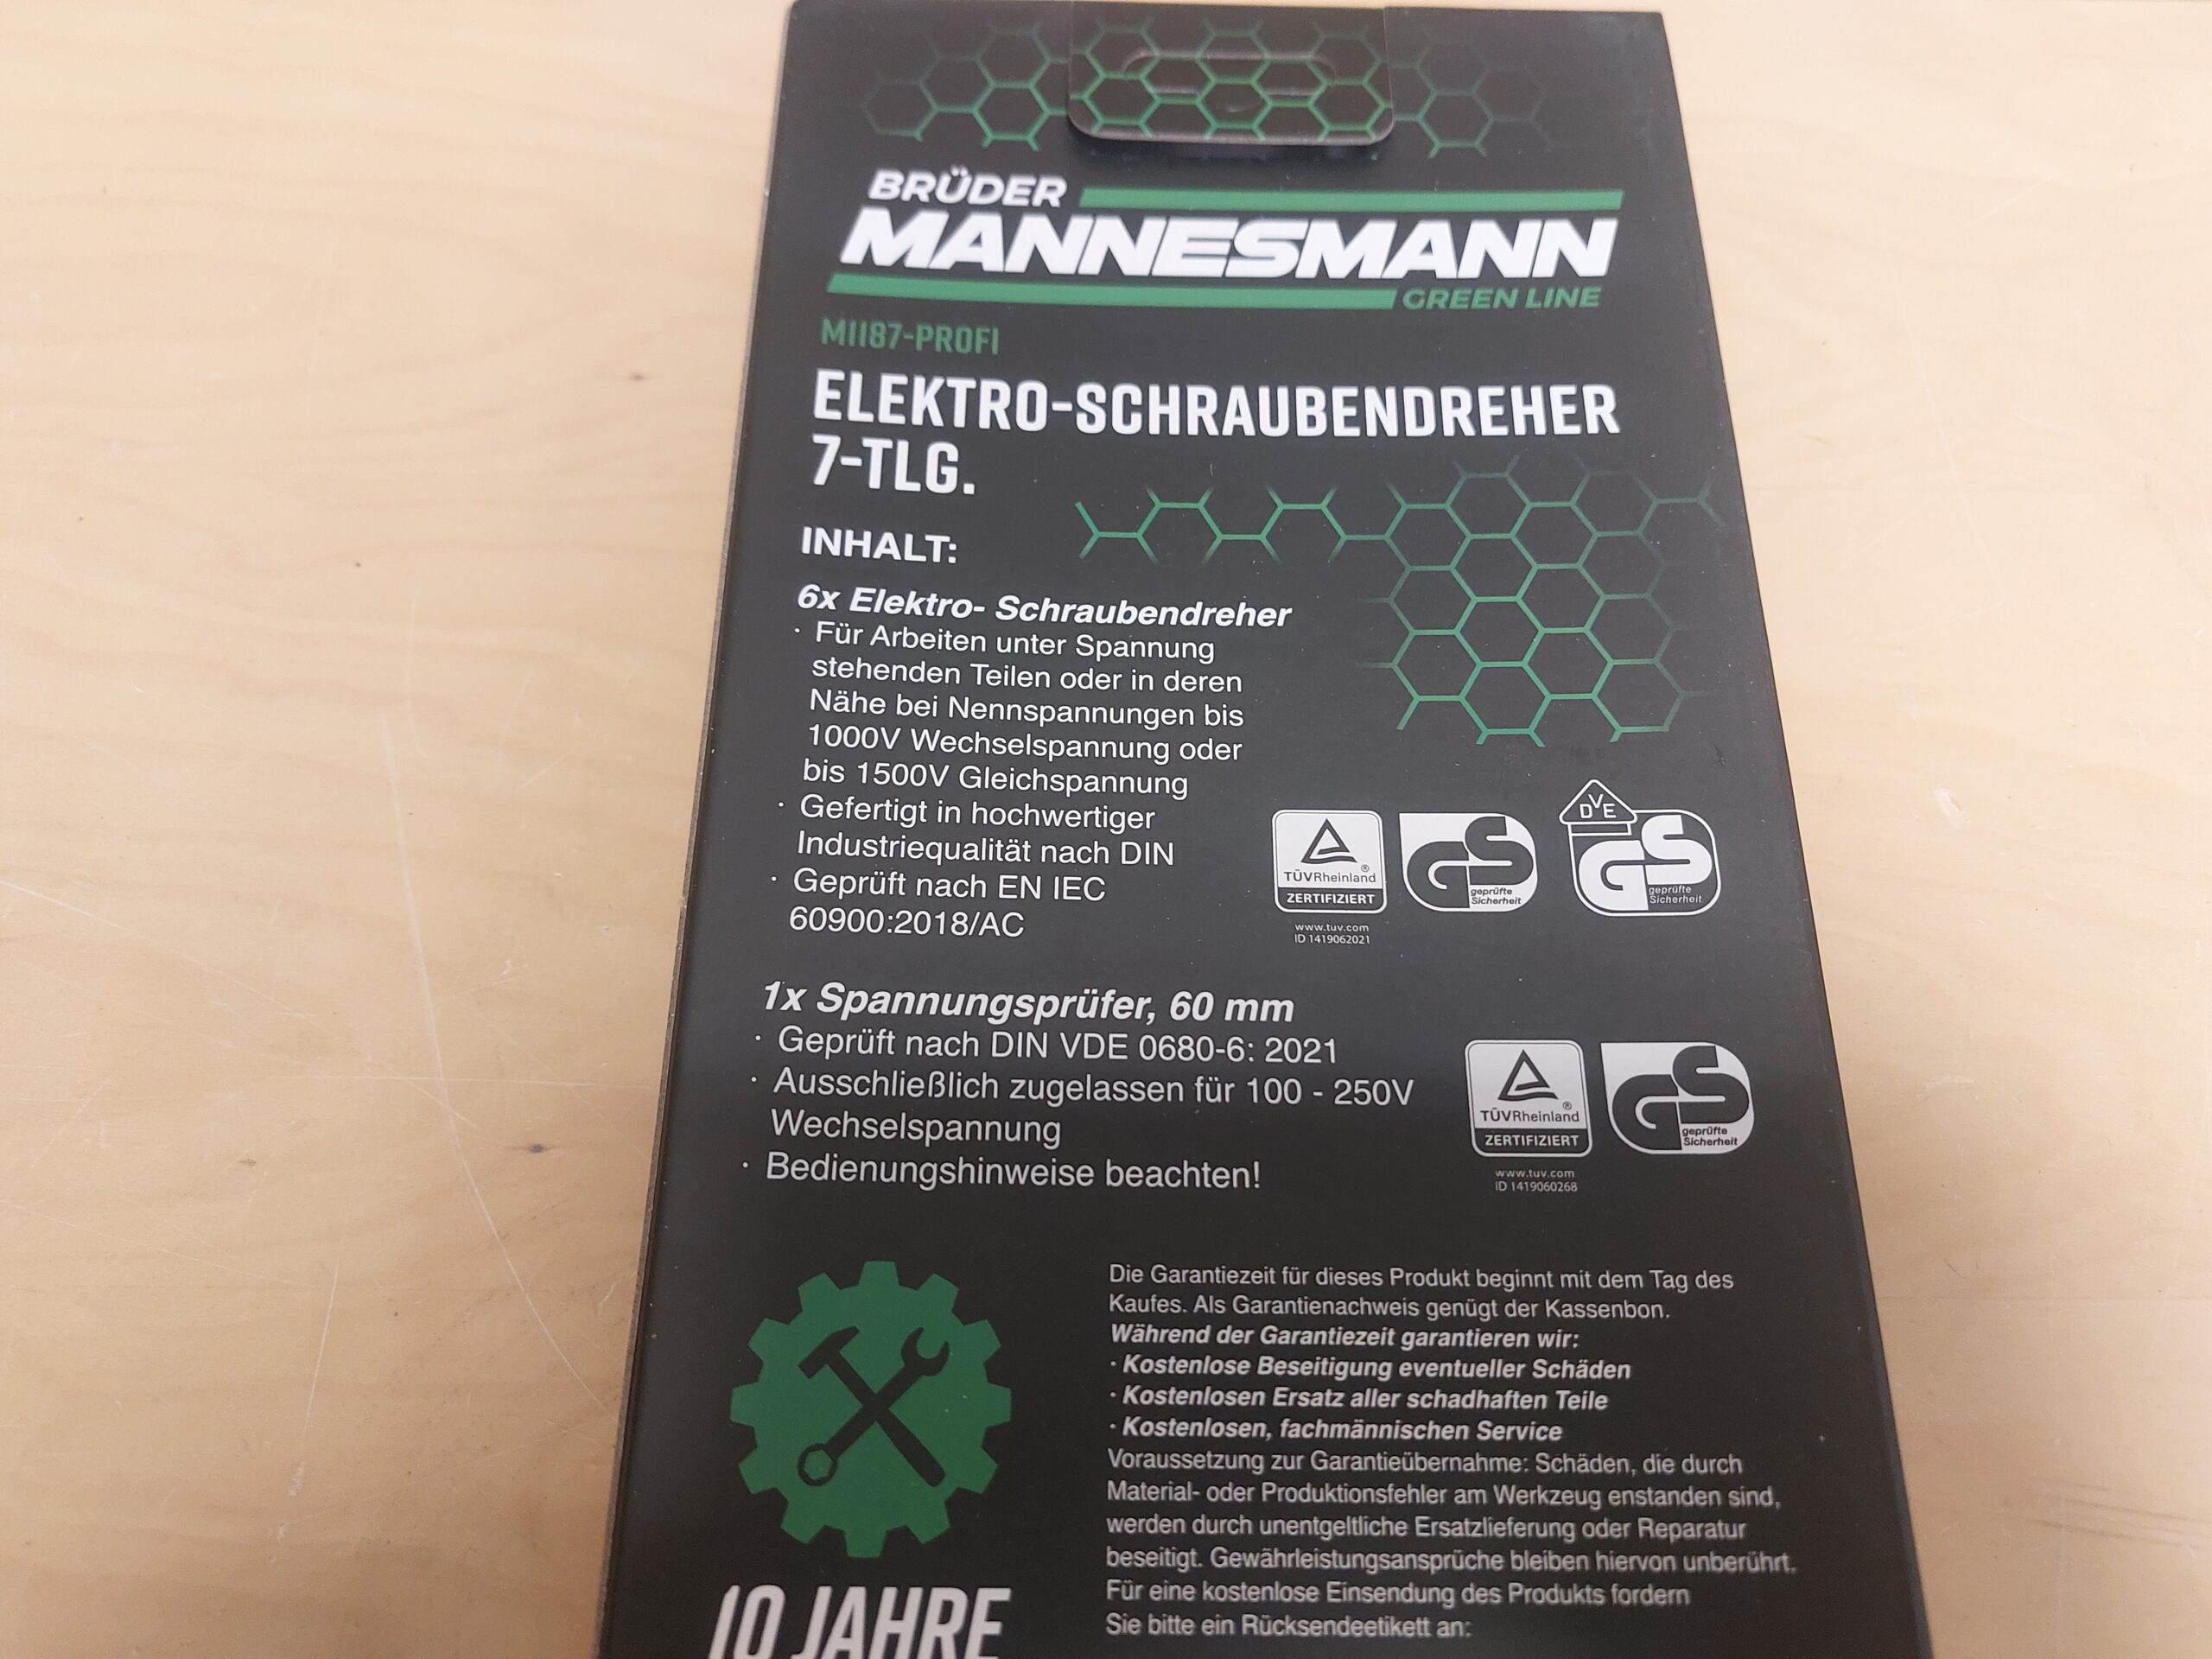 BRÜDER
MANNESMANN
GREEN LINE
M1187-PROFI
ELEKTRO-SCHRAUBENDREHER
7-TLG.
INHALT:
6x Elektro- Schraubendreher
· Für Arbeiten unter Spannung
stehenden Teilen oder in deren
Nähe bei Nennspannungen bis
1000V Wechselspannung oder
bis 1500V Gleichspannung
· Gefertigt in hochwertiger
Industriequalität nach DIN
· Geprüft nach EN IEC
60900:2018/AC
TÜVRheinland®
ZERTIFIZIERT
www.tuv.com
ID 1419062021
GS
geprüfte
Sicherheit
DVE
GS
geprüfte
Sicherheit
1x Spannungsprüfer, 60 mm
· Geprüft nach DIN VDE 0680-6: 2021
· Ausschließlich zugelassen für 100 - 250V
Wechselspannung
· Bedienungshinweise beachten!
TÜVRheinland®
ZERTIFIZIERT
www.tuv.com
ID 1419060268
GS
geprüfte
Sicherheit
10 JAHRE
Die Garantiezeit für dieses Produkt beginnt mit dem Tag des
Kaufes. Als Garantienachweis genügt der Kassenbon.
Während der Garantiezeit garantieren wir:
· Kostenlose Beseitigung eventueller Schäden
· Kostenlosen Ersatz aller schadhaften Teile
· Kostenlosen, fachmännischen Service
Voraussetzung zur Garantieübernahme: Schäden, die durch
Material- oder Produktionsfehler am Werkzeug enstanden sind,
werden durch unentgeltliche Ersatzlieferung oder Reparatur
beseitigt. Gewährleistungsansprüche bleiben hiervon unberührt.
Für eine kostenlose Einsendung des Produkts fordern
Sie bitte ein Rücksendeetikett an: